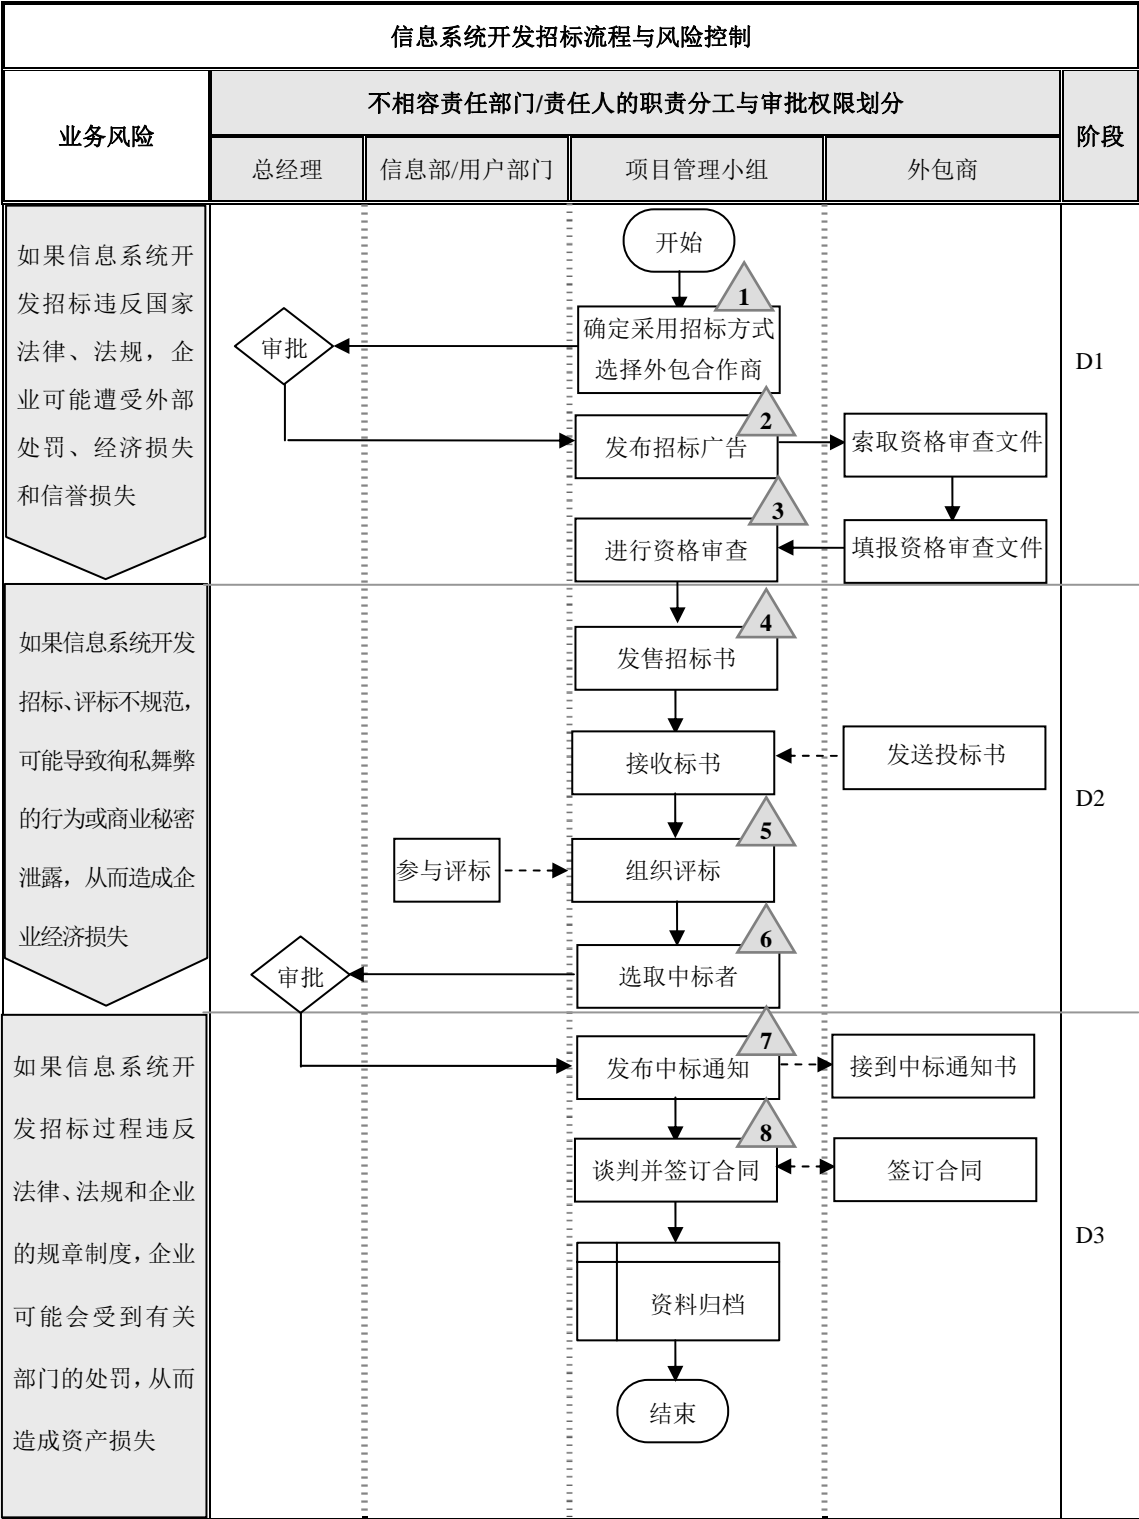 信息系统开发招标流程与风险控制
业务风险
不相容责任部门/责任人的职责分工与审批权限划分
阶段
总经理
信息部/用户部门
项目管理小组
外包商
如果信息系统开
发招标违反国家
法律、法规，企
业可能遭受外部
处罚、经济损失
和信誉损失
开始
1
确定采用招标方式
选择外包合作商
审批
D1
2
发布招标广告
索取资格审查文件
3
进行资格审查
填报资格审查文件
如果信息系统开发
招标、评标不规范，
可能导致徇私舞弊
的行为或商业秘密
泄露，从而造成企
业经济损失
4
发售招标书
接收标书
发送投标书
D2
5
参与评标
组织评标
6
审批
选取中标者
如果信息系统开
发招标过程违反
法律、法规和企业
的规章制度，企业
可能会受到有关
部门的处罚，从而
造成资产损失
7
发布中标通知
接到中标通知书
8
谈判并签订合同
签订合同
D3
资料归档
结束